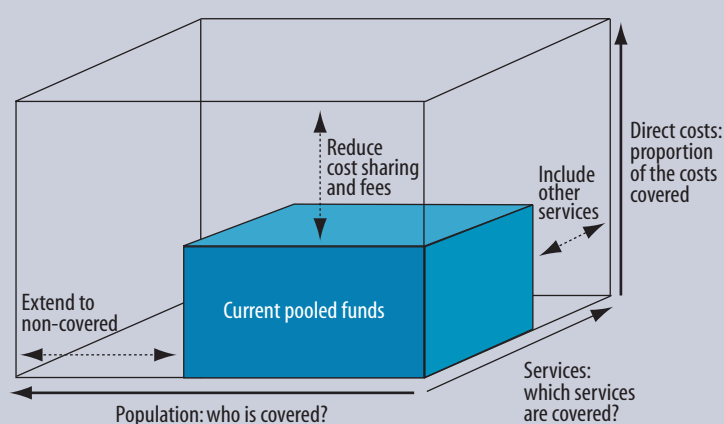 Reduce
cost sharing
and fees
Include
other
services
Direct costs:
proportion
of the costs
covered
Extend to
non-covered
Current pooled funds
Population: who is covered?
Services:
which services
are covered?